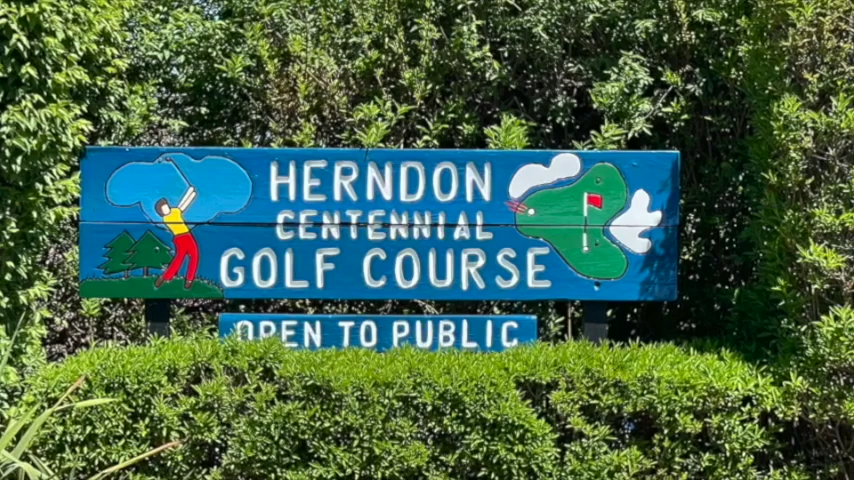 HERNDON
CENTENNIAL
GOLF COURSE
OPEN TO PUBLIC